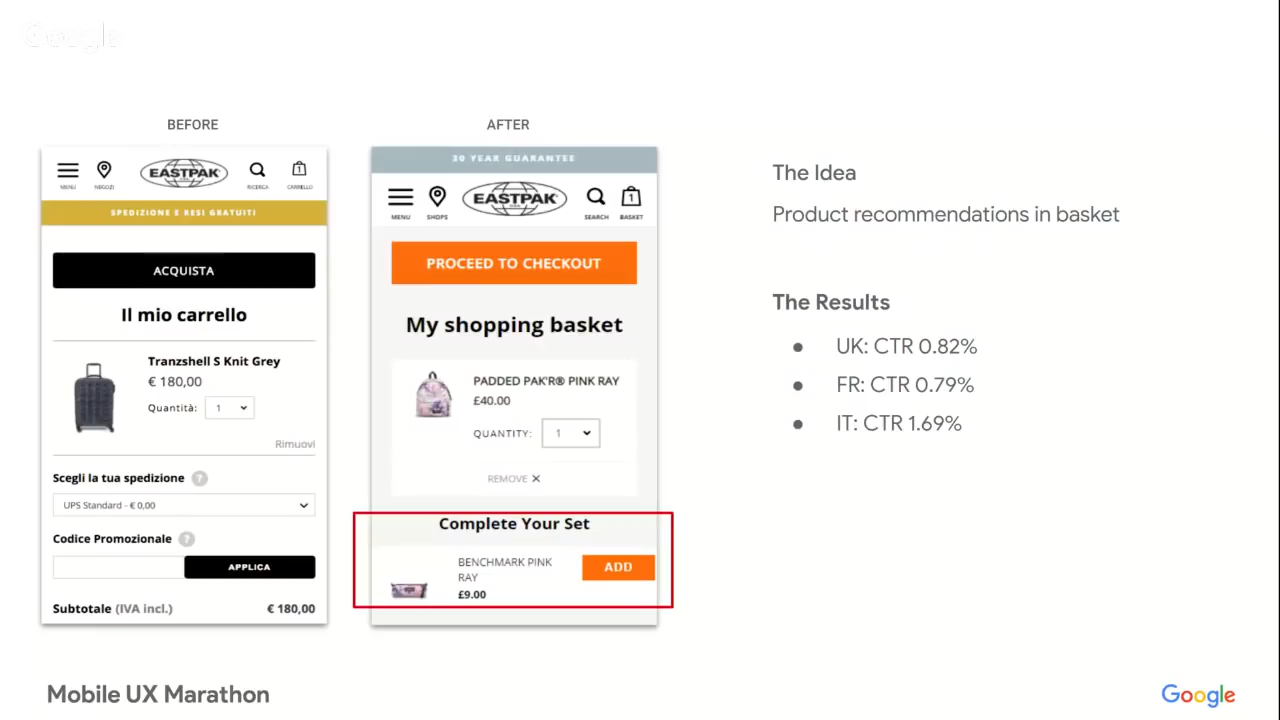 Google
BEFORE
AFTER
MENU
NEGOZI
EASTPAK
RICERCA
1
CARRELLO
SPEDIZIONE E RESI GRATUITI
ACQUISTA
Il mio carrello
Tranzshell S Knit Grey
€ 180,00
Quantità: 1
Rimuovi
Scegli la tua spedizione ?
UPS Standard - € 0,00
Codice Promozionale ?
APPLICA
Subtotale (IVA incl.) € 180,00
30 YEAR GUARANTEE
MENU
SHOPS
EASTPAK
SEARCH
1
BASKET
PROCEED TO CHECKOUT
My shopping basket
PADDED PAK'R® PINK RAY
£40.00
QUANTITY: 1
REMOVE X
Complete Your Set
BENCHMARK PINK
RAY
£9.00
ADD
The Idea
Product recommendations in basket
The Results
● UK: CTR 0.82%
● FR: CTR 0.79%
● IT: CTR 1.69%
Mobile UX Marathon
Google